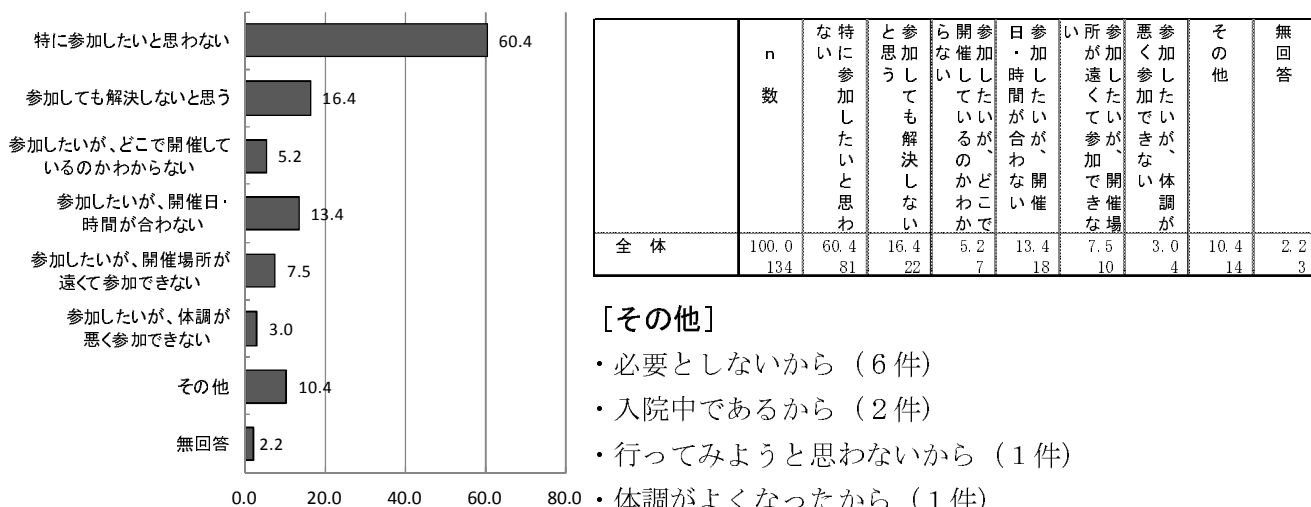 特に参加したいと思わない
60.4
参加しても解決しないと思う
16.4
参加したいが、どこで開催して
いるのかわからない
5.2
参加したいが、開催日・
時間が合わない
13.4
参加したいが、開催場所が
遠くて参加できない
7.5
参加したいが、体調が
悪く参加できない
3.0
その他
10.4
無回答
2.2
0.0 20.0 40.0 60.0 80.0
n数
特に参加したいと思わ
ない
参加しても解決しない
と思う
参加したいが、どこで
開催しているのかわか
らない
参加したいが、開催
日・時間が合わない
参加したいが、開催場
所が遠くて参加できな
い
参加したいが、体調が
悪く参加できない
その他
無回答
全 体 100.0 60.4 16.4 5.2 13.4 7.5 3.0 10.4 2.2
134 81 22 7 18 10 4 14 3
[その他]
・必要としないから（６件）
・入院中であるから（２件）
・行ってみようと思わないから（１件）
・体調がよくなったから（１件）